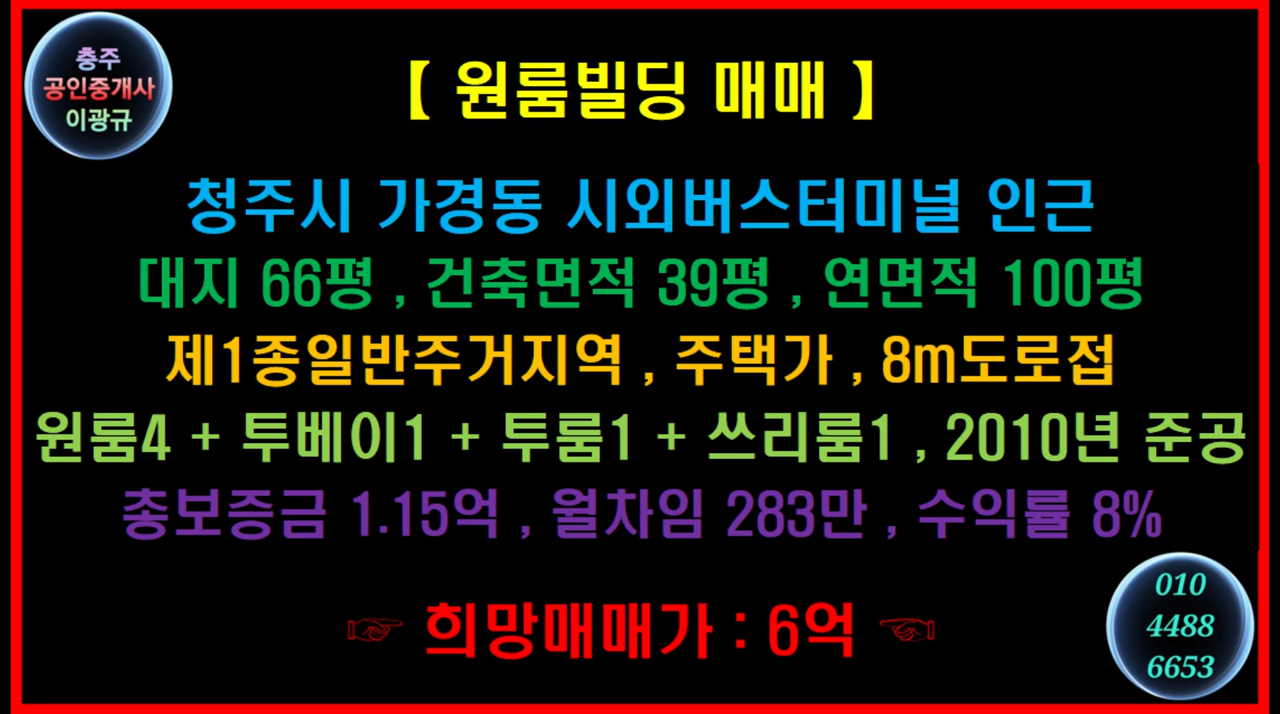 충주
공인중개사
이광규
【 원룸빌딩 매매 】
청주시 가경동 시외버스터미널 인근
대지 66평 , 건축면적 39평 , 연면적 100평
제1종일반주거지역 , 주택가 , 8m도로접
원룸4 + 투베이1 + 투룸1 + 쓰리룸1 , 2010년 준공
총보증금 1.15억 , 월차임 283만 , 수익률 8%
☞ 희망매매가 : 6억 ☜
010
4488
6653